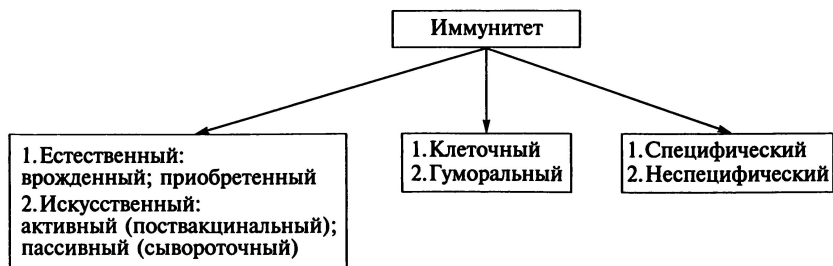 Иммунитет
1.Естественный:
врожденный; приобретенный
2.Искусственный:
активный (поствакцинальный);
пассивный (сывороточный)
1.Клеточный
2.Гуморальный
1.Специфический
2.Неспецифический